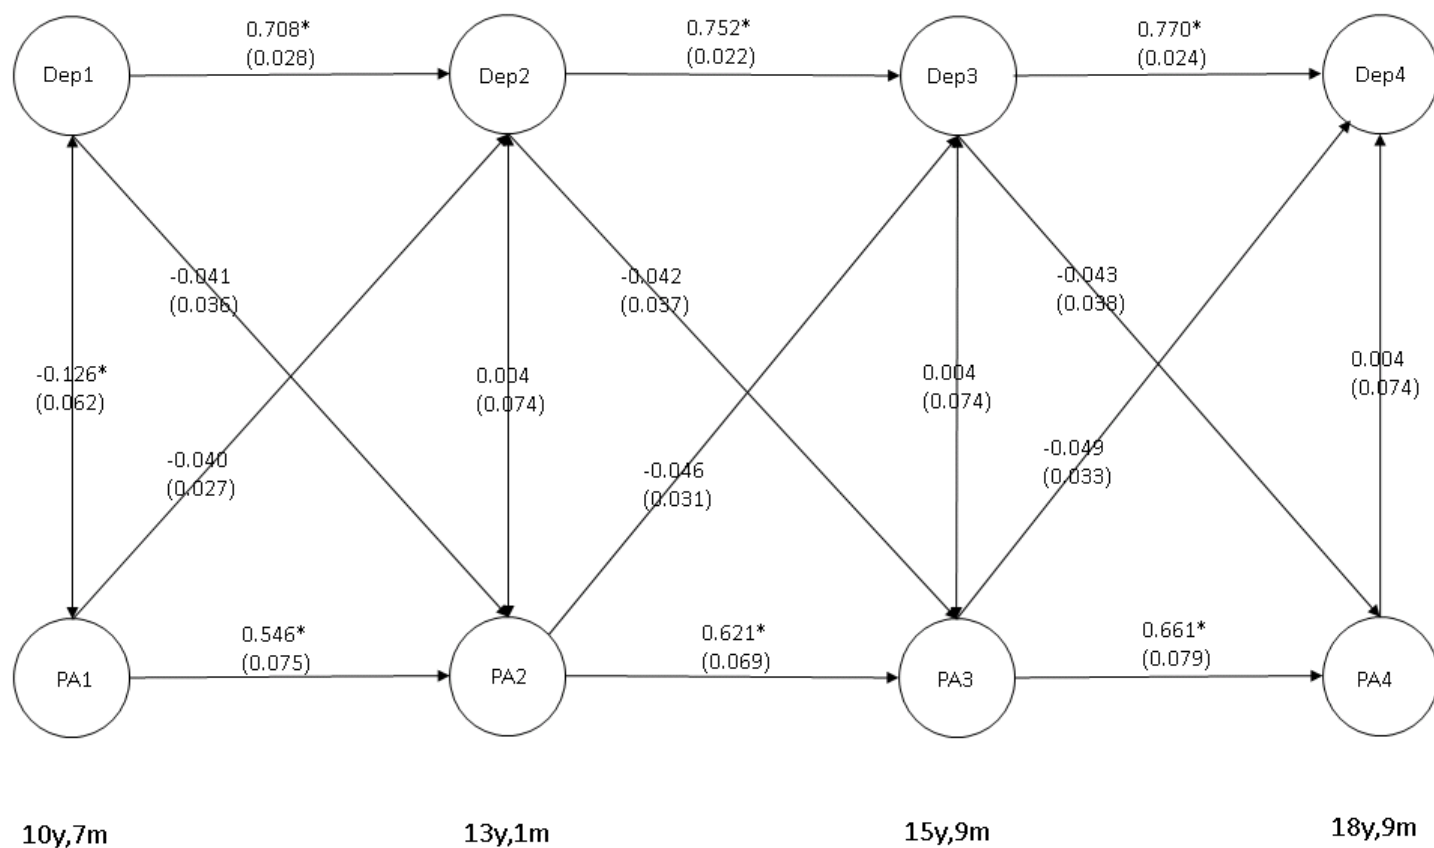 0.708*
(0.028)
0.752*
(0.022)
0.770*
(0.024)
Dep1
Dep2
Dep3
Dep4
-0.041
(0.036)
-0.042
(0.037)
-0.043
(0.038)
-0.126*
(0.062)
0.004
(0.074)
0.004
(0.074)
0.004
(0.074)
-0.040
(0.027)
-0.046
(0.031)
-0.049
(0.033)
0.546*
(0.075)
0.621*
(0.069)
0.661*
(0.079)
PA1
PA2
PA3
PA4
10y,7m
13y,1m
15y,9m
18y,9m